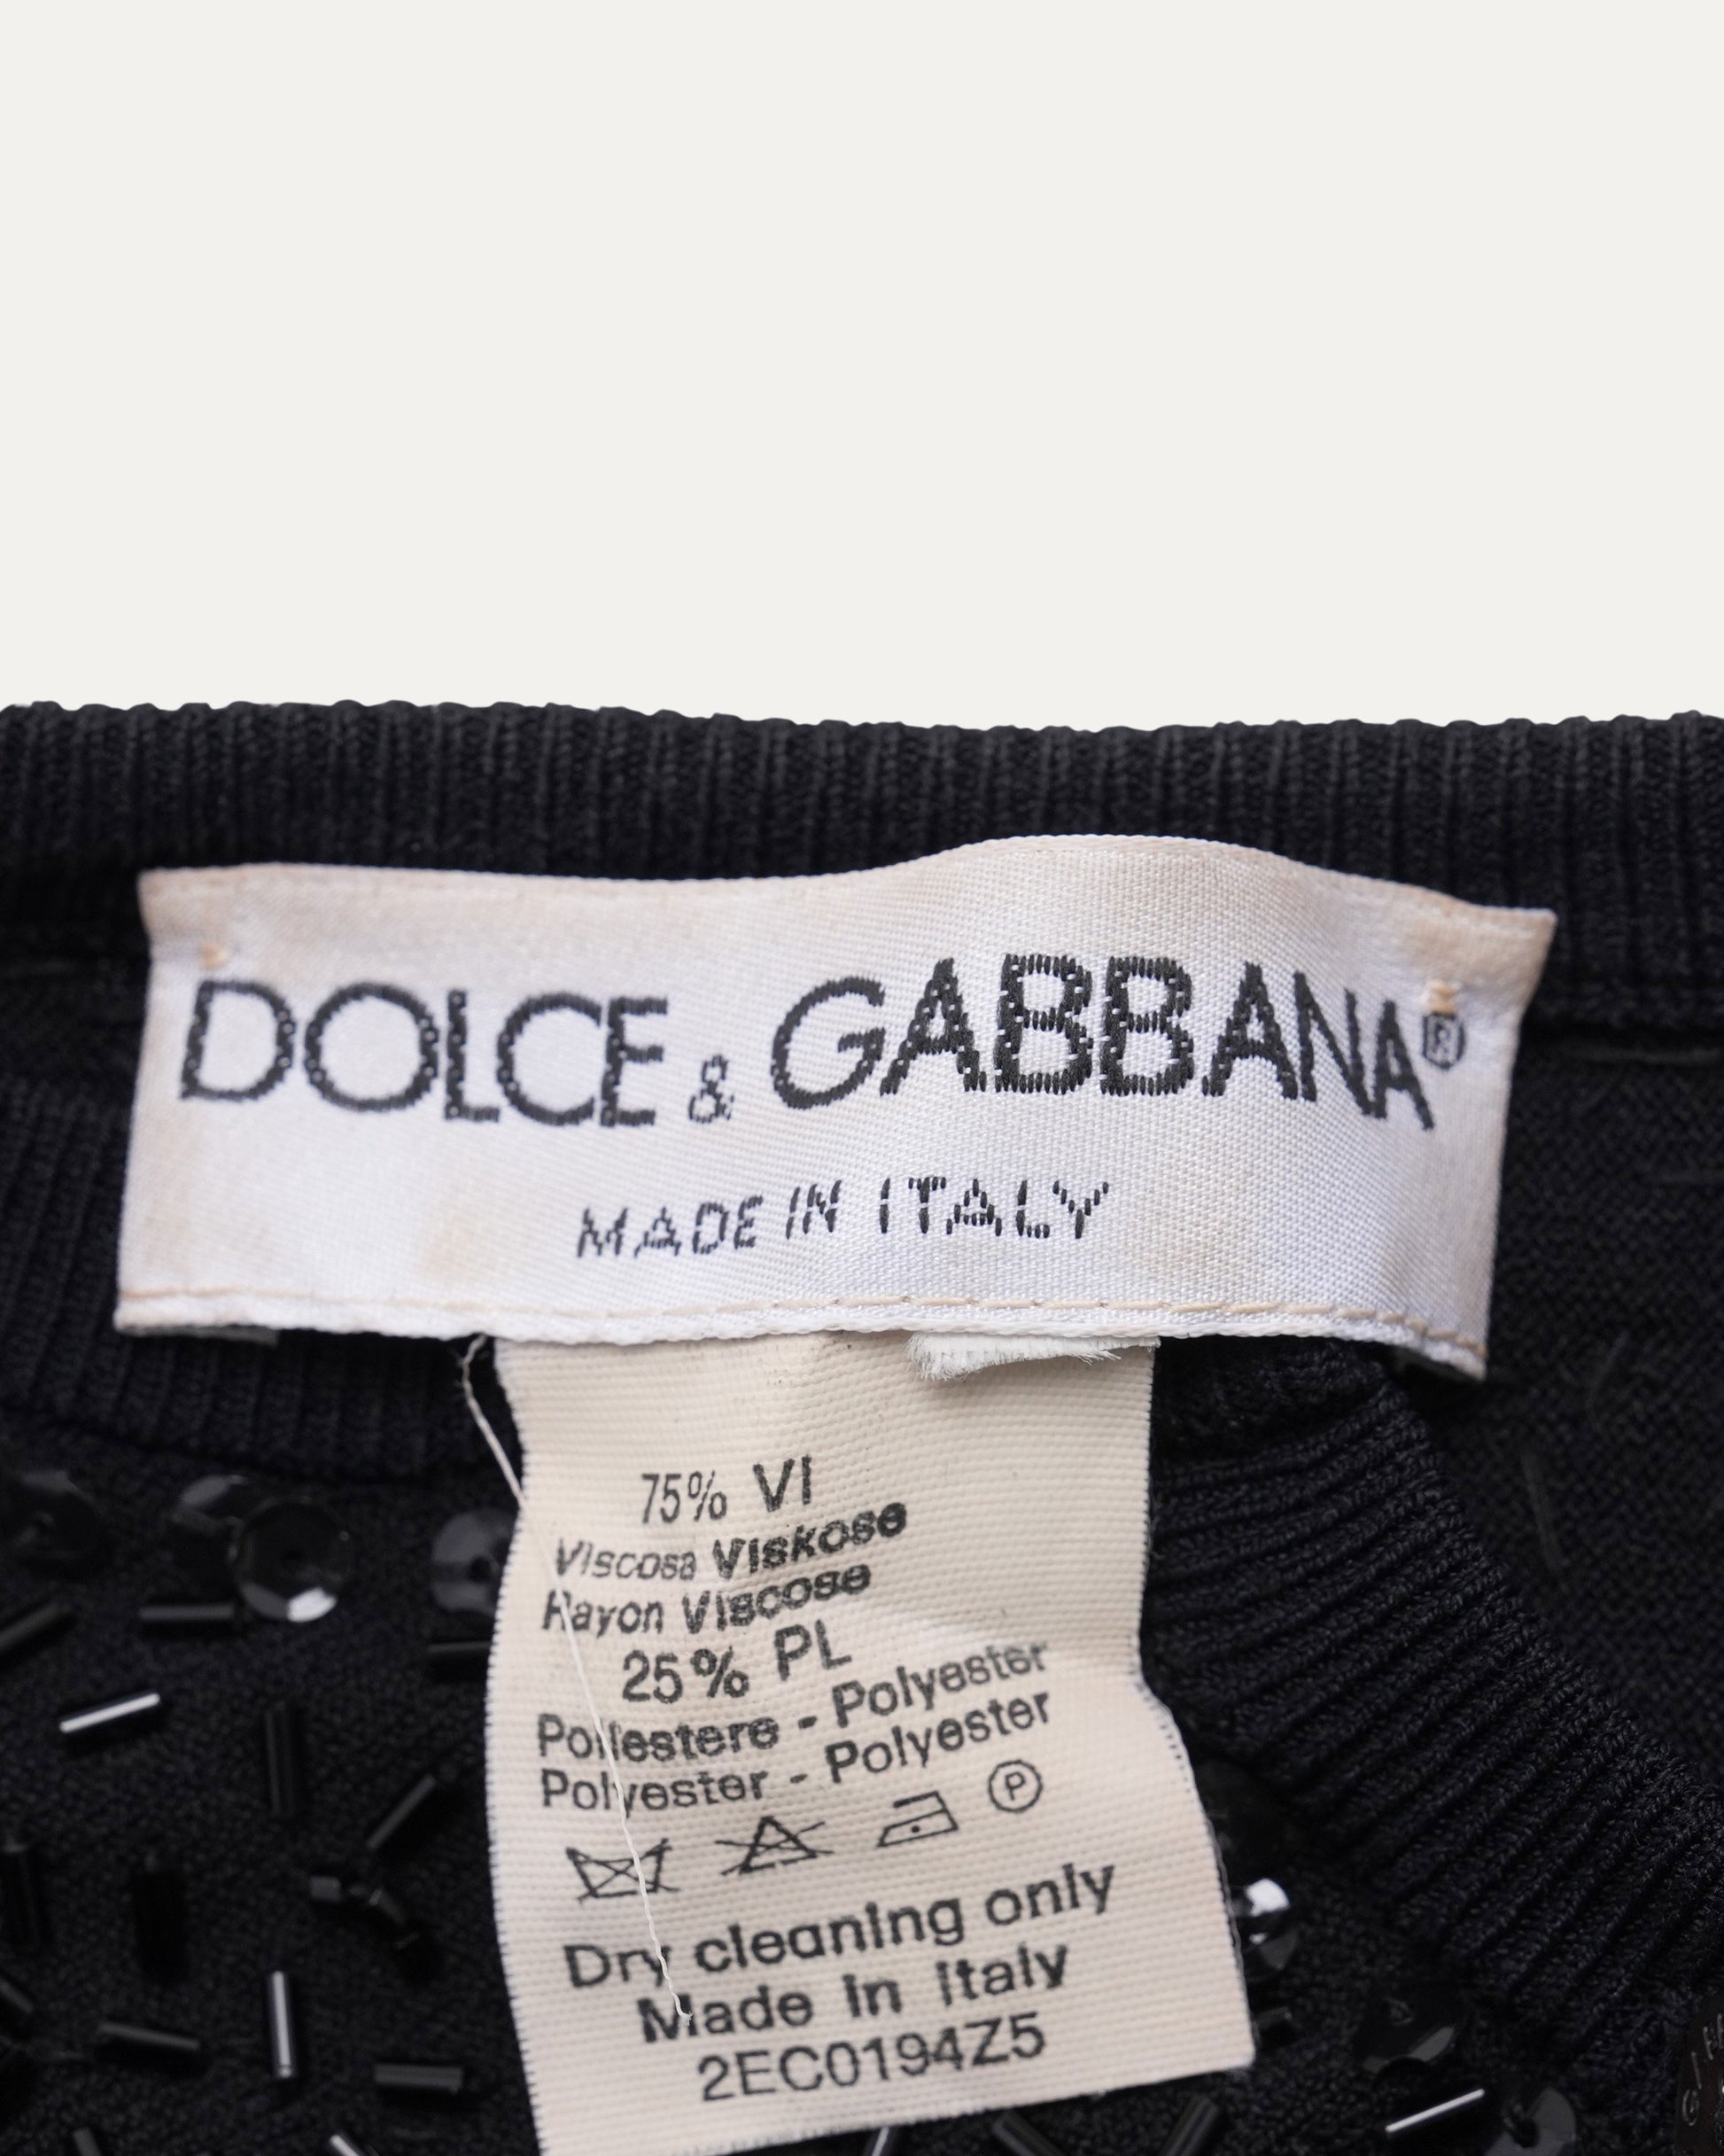 DOLCE & GABBANA®
MADE IN ITALY
75% VI
Viscosa Viskose
Rayon Viscose
25% PL
Poliestere - Polyester
Polyester - Polyester
P
Dry cleaning only
Made in Italy
2EC0194Z5